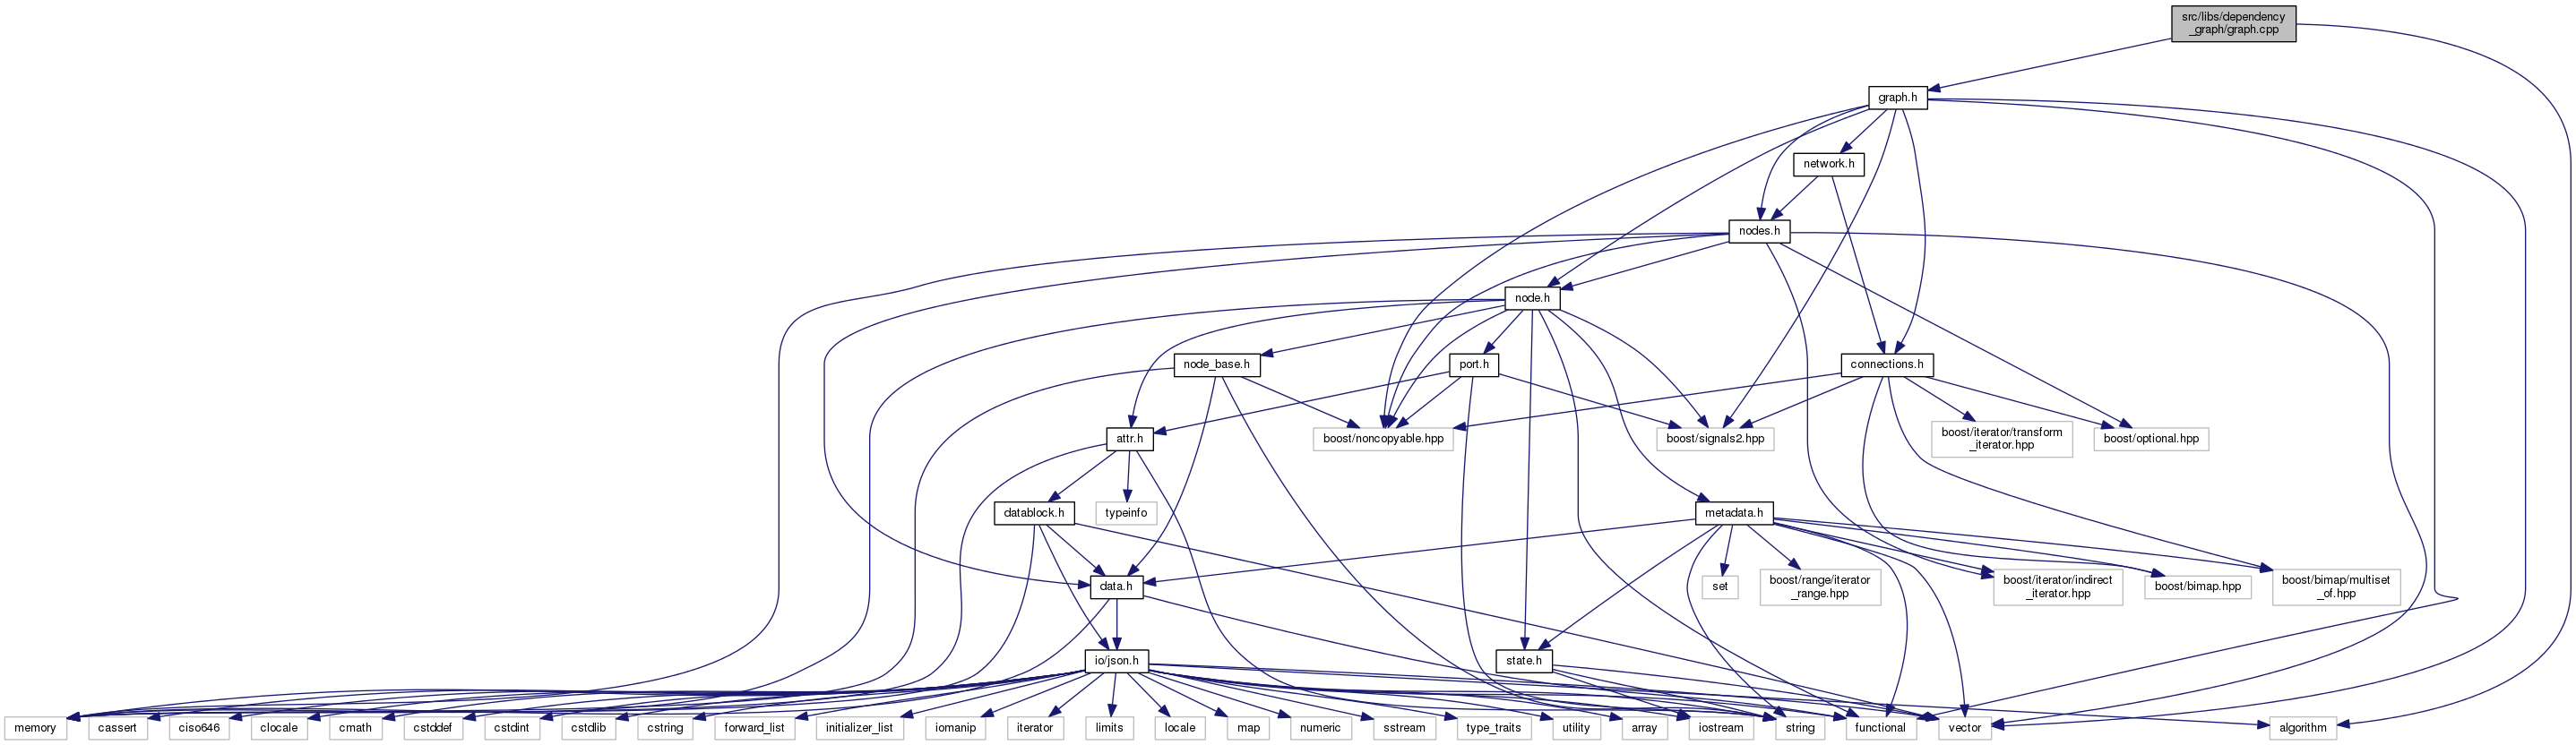 src/libs/dependency
_graph/graph.cpp
graph.h
network.h
nodes.h
node.h
node_base.h
port.h
connections.h
attr.h
boost/noncopyable.hpp
boost/signals2.hpp
boost/iterator/transform
_iterator.hpp
boost/optional.hpp
datablock.h
typeinfo
metadata.h
data.h
set
boost/range/iterator
_range.hpp
boost/iterator/indirect
_iterator.hpp
boost/bimap.hpp
boost/bimap/multiset
_of.hpp
io/json.h
state.h
memory
cassert
ciso646
clocale
cmath
cstddef
cstdint
cstdlib
cstring
forward_list
initializer_list
iomanip
iterator
limits
locale
map
numeric
sstream
type_traits
utility
array
iostream
string
functional
vector
algorithm